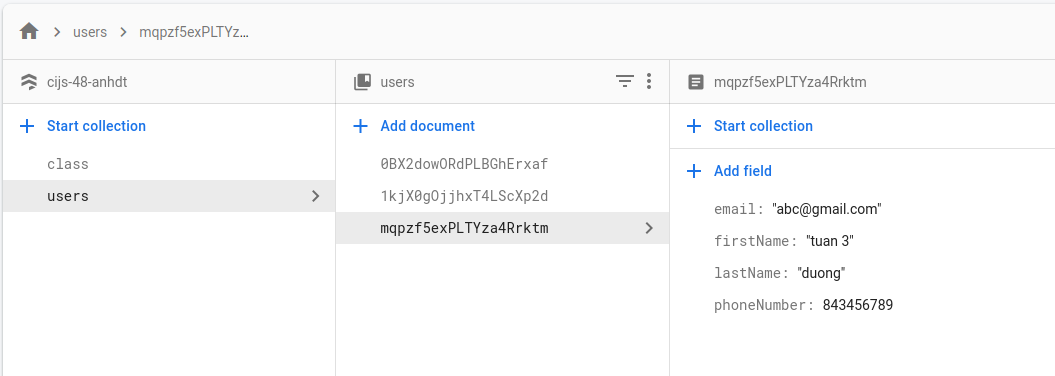 users mqpzf5exPLTYz...
cijs-48-anhdt
Start collection
class
users
users
Add document
0BX2dowORdPLBGhErxaf
1kjX0gOjjhxT4LScXp2d
mqpzf5exPLTYza4Rrktm
mqpzf5exPLTYza4Rrktm
Start collection
Add field
email: "abc@gmail.com"
firstName: "tuan 3"
lastName: "duong"
phoneNumber: 843456789